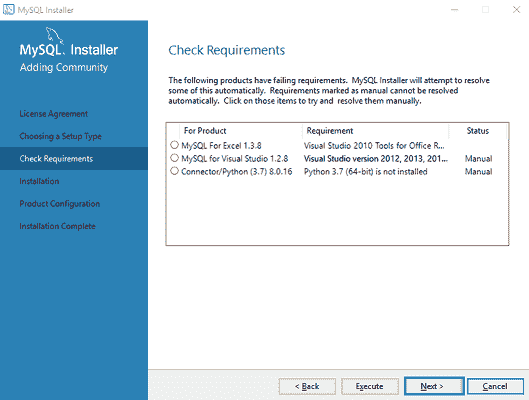 MySQL Installer
MySQL. Installer
Adding Community
License Agreement
Choosing a Setup Type
Check Requirements
Installation
Product Configuration
Installation Complete
Check Requirements
The following products have failing requirements. MySQL Installer will attempt to resolve
some of this automatically. Requirements marked as manual cannot be resolved
automatically. Click on those items to try and resolve them manually.
For Product Requirement Status
MySQL For Excel 1.3.8 Visual Studio 2010 Tools for Office R...
MySQL for Visual Studio 1.2.8 Visual Studio version 2012, 2013, 201... Manual
Connector/Python (3.7) 8.0.16 Python 3.7 (64-bit) is not installed Manual
< Back Execute Next > Cancel